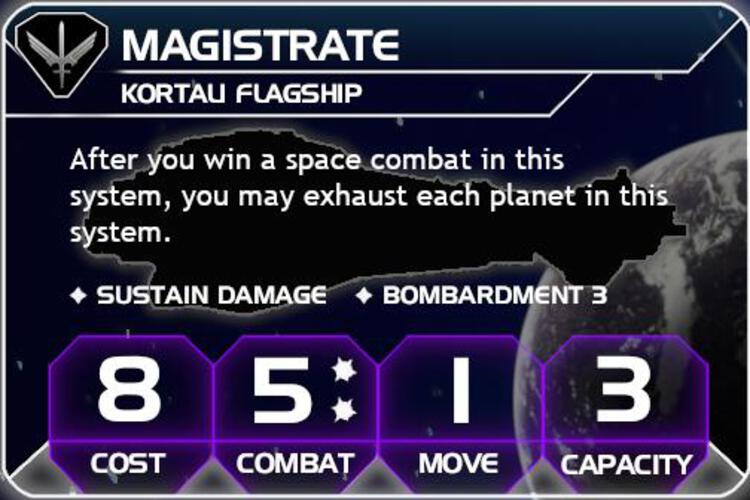 MAGISTRATE
KORTALI FLAGSHIP
After you win a space combat in this
system, you may exhaust each planet in this
system.
SUSTAIN DAMAGE BOMBARDMENT 3
8 5 1 3
COST COMBAT MOVE CAPACITY